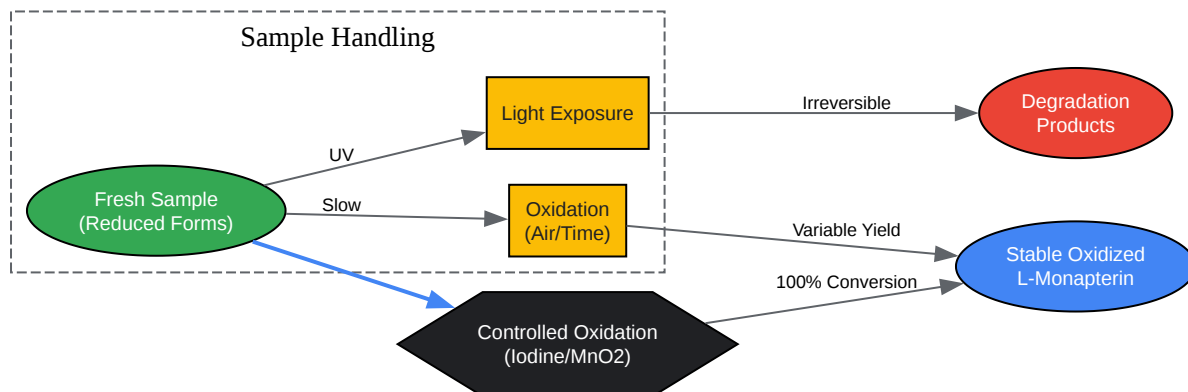 Sample Handling
Light Exposure
Irreversible
Degradation
Products
UV
Fresh Sample
(Reduced Forms)
Slow
Oxidation
(Air/Time)
Variable Yield
Stable Oxidized
L-Monapterin
100% Conversion
Controlled Oxidation
(Iodine/MnO2)